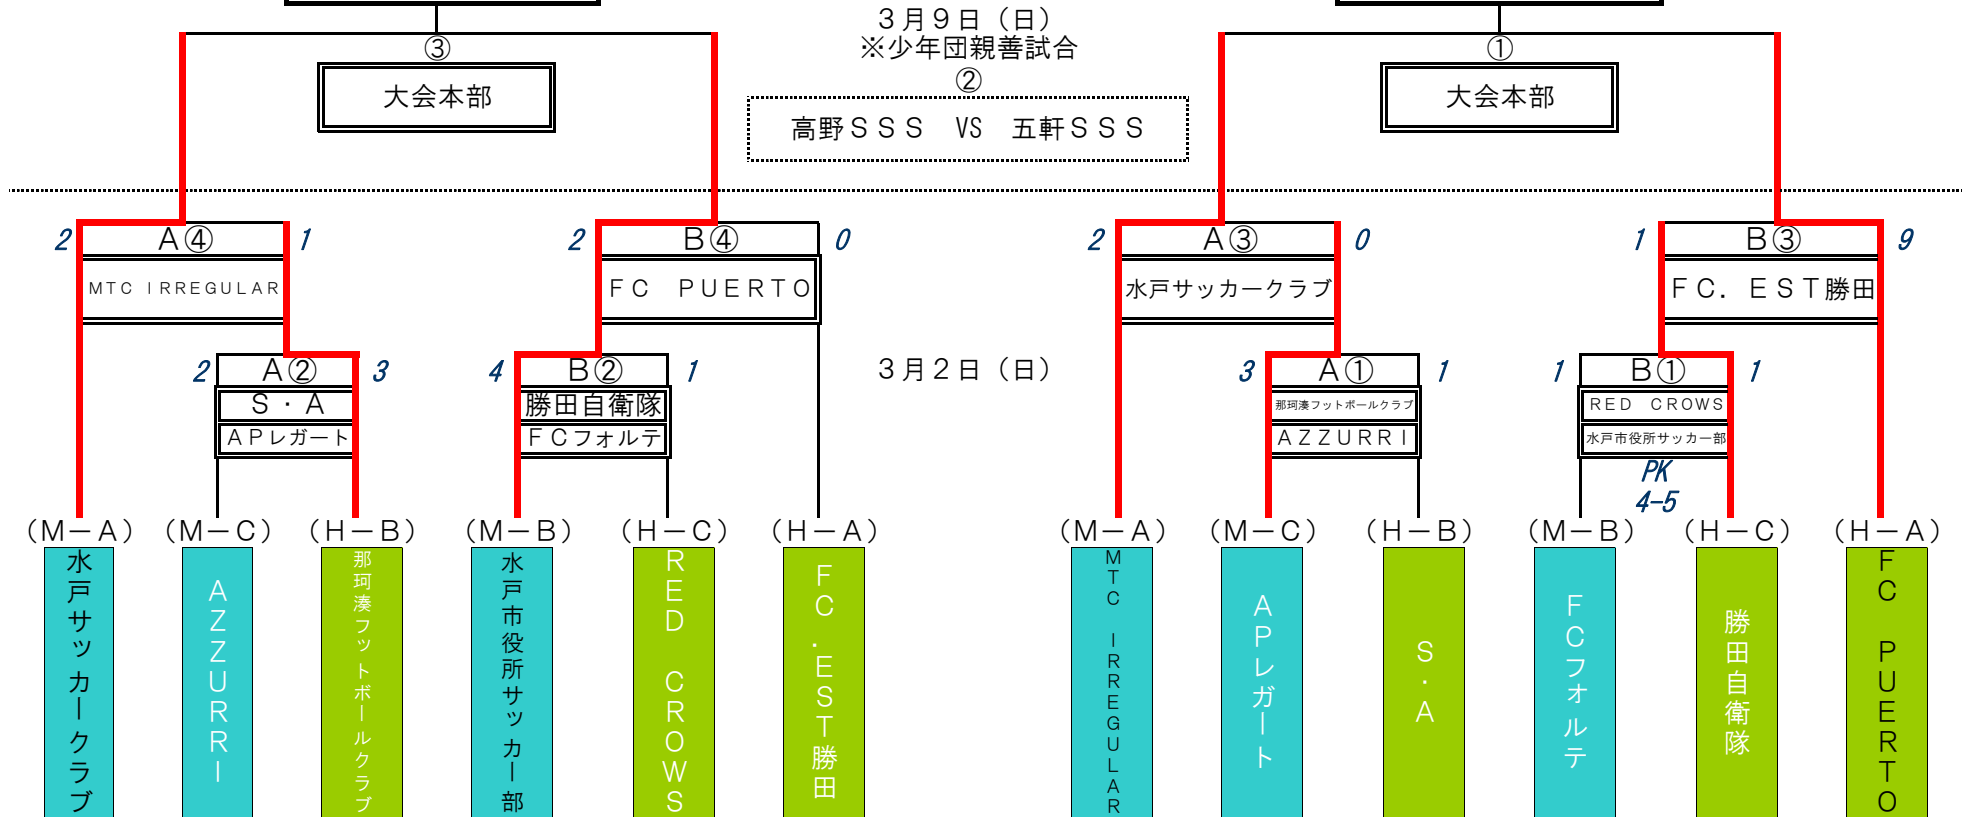 3月9日（日）
※少年団親善試合
③
②
①
大会本部
大会本部
高野ＳＳＳ　VS　五軒ＳＳＳ
2 Ａ④ 1
2 Ｂ④ 0
2 Ａ③ 0
1 Ｂ③ 9
ＭＴＣ ＩＲＲＥＧＵＬＡＲ
ＦＣ　ＰＵＥＲＴＯ
水戸サッカークラブ
ＦＣ．ＥＳＴ勝田
2 Ａ② 3
4 Ｂ② 1
3月2日（日）
3 Ａ① 1
1 Ｂ① 1
Ｓ・Ａ
勝田自衛隊
那珂湊フットボールクラブ
ＲＥＤ　ＣＲＯＷＳ
ＡＰレガート
ＦＣフォルテ
ＡＺＺＵＲＲＩ
水戸市役所サッカー部
PK
4-5
（Ｍ－Ａ）
（Ｍ－Ｃ）
（Ｈ－Ｂ）
（Ｍ－Ｂ）
（Ｈ－Ｃ）
（Ｈ－Ａ）
（Ｍ－Ａ）
（Ｍ－Ｃ）
（Ｈ－Ｂ）
（Ｍ－Ｂ）
（Ｈ－Ｃ）
（Ｈ－Ａ）
水戸サッカークラブ
ＡＺＺＵＲＲＩ
那珂湊フットボールクラブ
水戸市役所サッカー部
ＲＥＤ　ＣＲＯＷＳ
ＦＣ．ＥＳＴ勝田
ＭＴＣ　ＩＲＲＥＧＵＬＡＲ
ＡＰレガート
Ｓ・Ａ
ＦＣフォルテ
勝田自衛隊
ＦＣ　ＰＵＥＲＴＯ